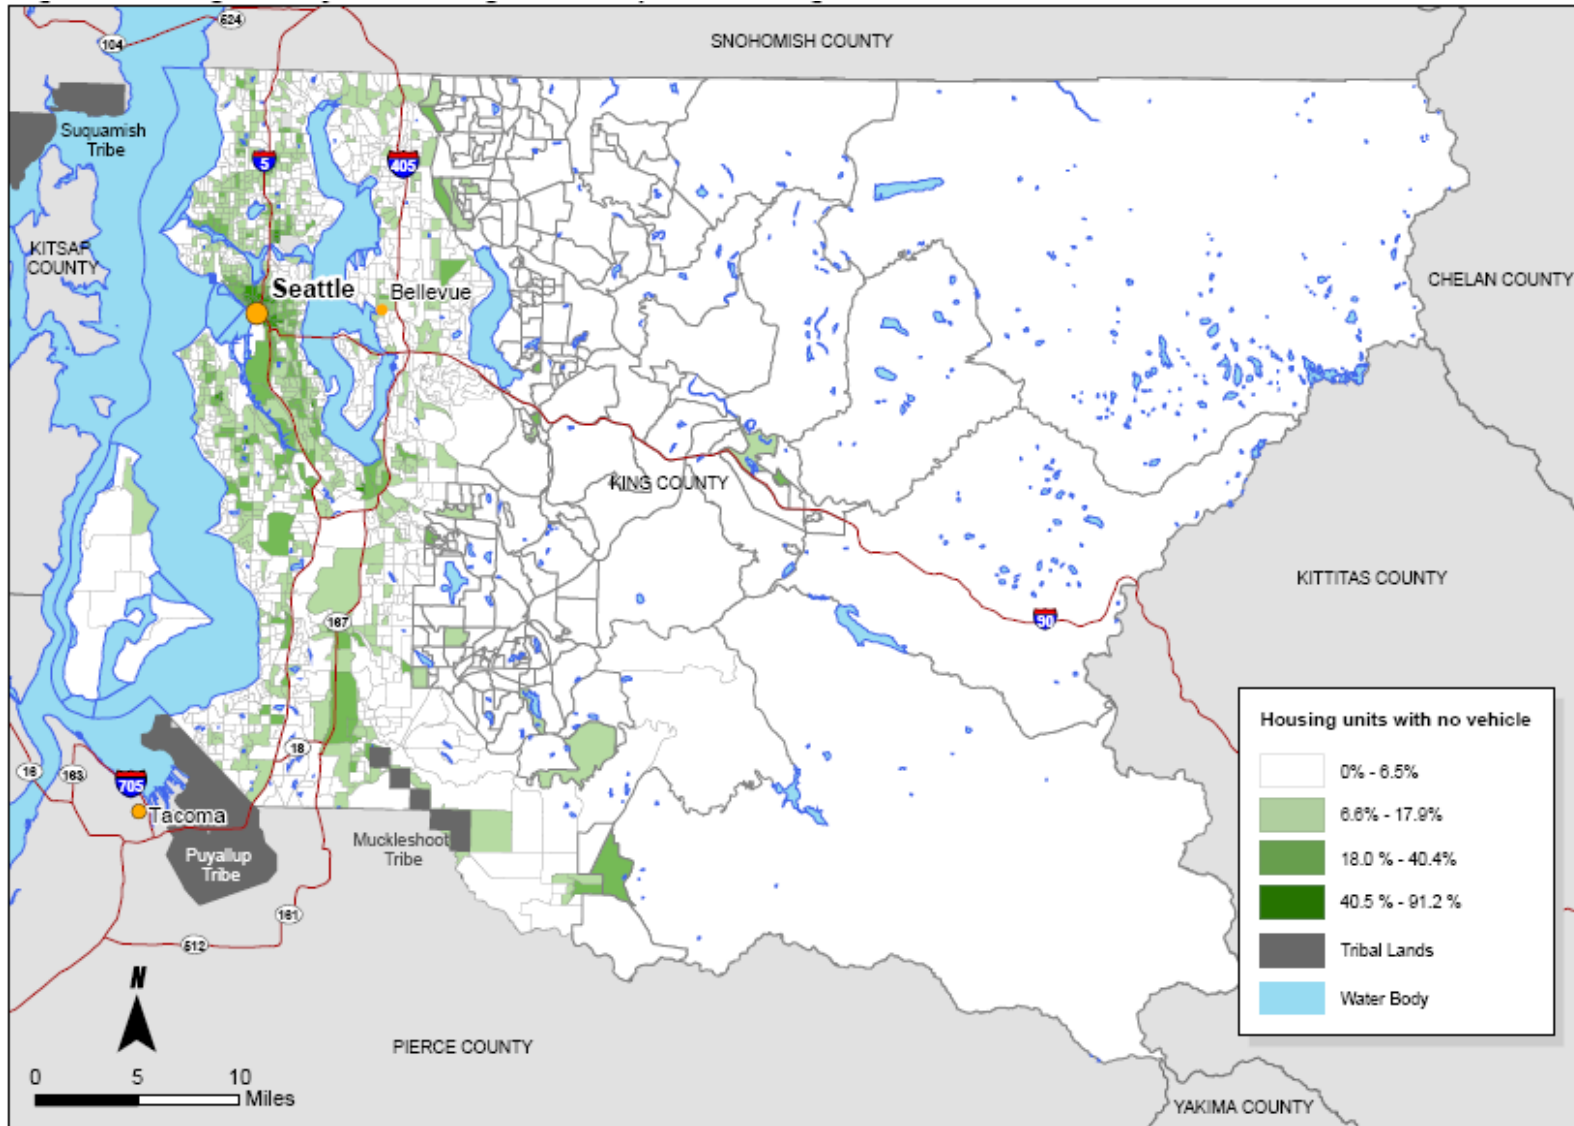 SNOHOMISH COUNTY
524
104
Suquamish
Tribe
5
405
KITSAP
COUNTY
CHELAN COUNTY
Seattle
Bellevue
KING COUNTY
KITTITAS COUNTY
90
167
18
16
163
705
Tacoma
Puyallup
Tribe
Muckleshoot
Tribe
161
512
N
0 5 10
Miles
PIERCE COUNTY
YAKIMA COUNTY
Housing units with no vehicle
0% - 6.5%
6.6% - 17.9%
18.0 % - 40.4%
40.5 % - 91.2 %
Tribal Lands
Water Body